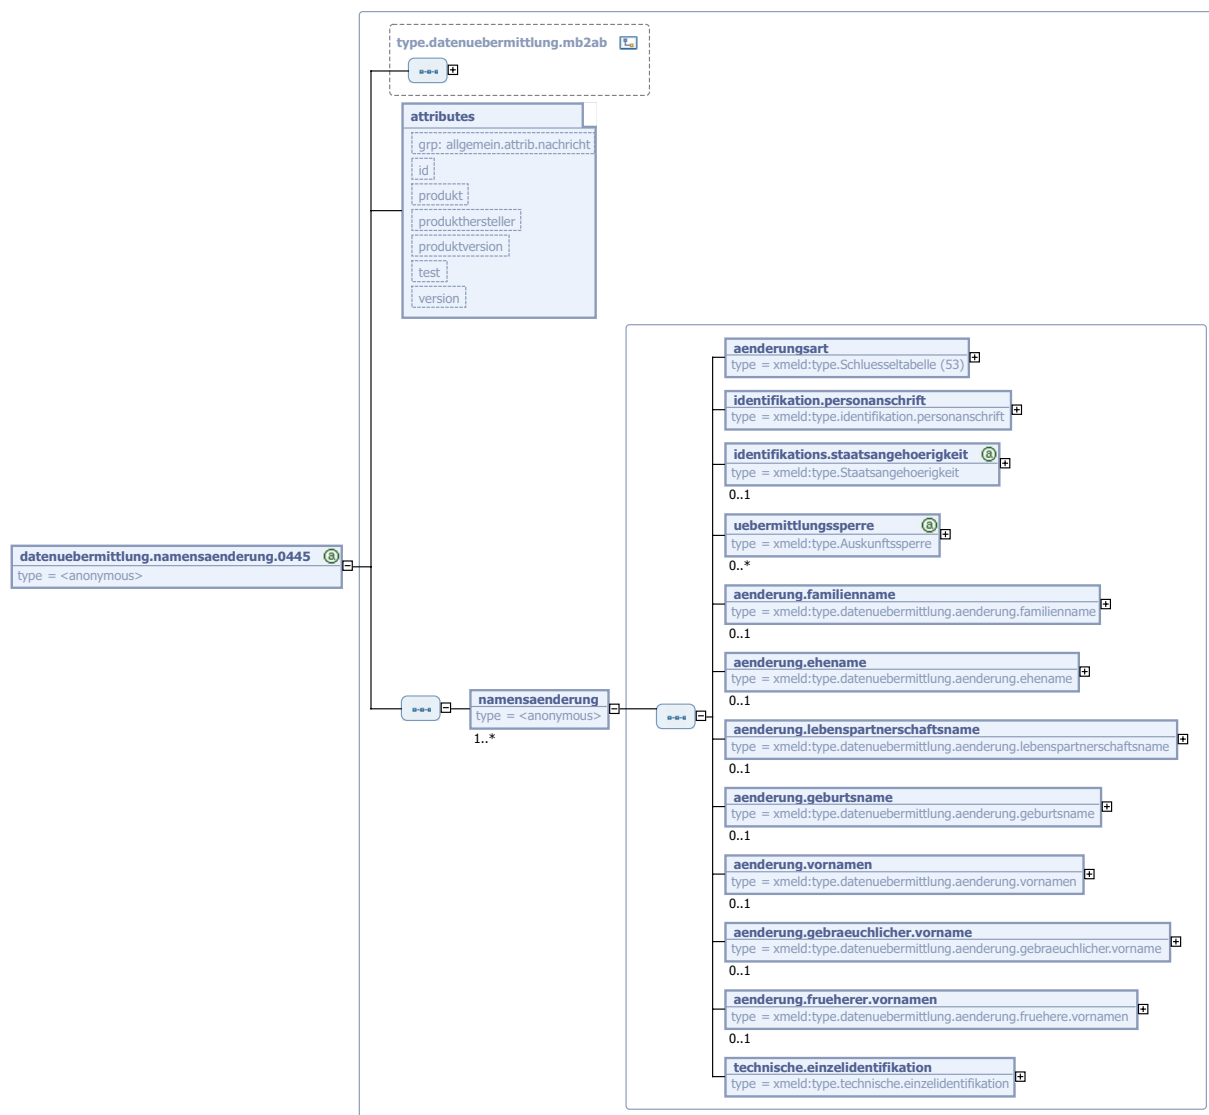 type.datenuebermittlung.mb2ab
attributes
grp: allgemein.attrib.nachricht
id
produkt
produkthersteller
produktversion
test
version
datenuebermittlung.namensaenderung.0445 a
type = <anonymous>
namensaenderung
type = <anonymous>
1..*
aenderungsart
type = xmeld:type.Schluesseltabelle (53)
identifikation.personanschrift
type = xmeld:type.identifikation.personanschrift
identifikations.staatsangehoerigkeit a
type = xmeld:type.Staatsangehoerigkeit
0..1
uebermittlungssperre a
type = xmeld:type.Auskunftssperre
0..*
aenderung.familienname
type = xmeld:type.datenuebermittlung.aenderung.familienname
0..1
aenderung.ehename
type = xmeld:type.datenuebermittlung.aenderung.ehename
0..1
aenderung.lebenspartnerschaftsname
type = xmeld:type.datenuebermittlung.aenderung.lebenspartnerschaftsname
0..1
aenderung.geburtsname
type = xmeld:type.datenuebermittlung.aenderung.geburtsname
0..1
aenderung.vornamen
type = xmeld:type.datenuebermittlung.aenderung.vornamen
0..1
aenderung.gebraeuchlicher.vorname
type = xmeld:type.datenuebermittlung.aenderung.gebraeuchlicher.vorname
0..1
aenderung.frueherer.vornamen
type = xmeld:type.datenuebermittlung.aenderung.fruehere.vornamen
0..1
technische.einzelidentifikation
type = xmeld:type.technische.einzelidentifikation